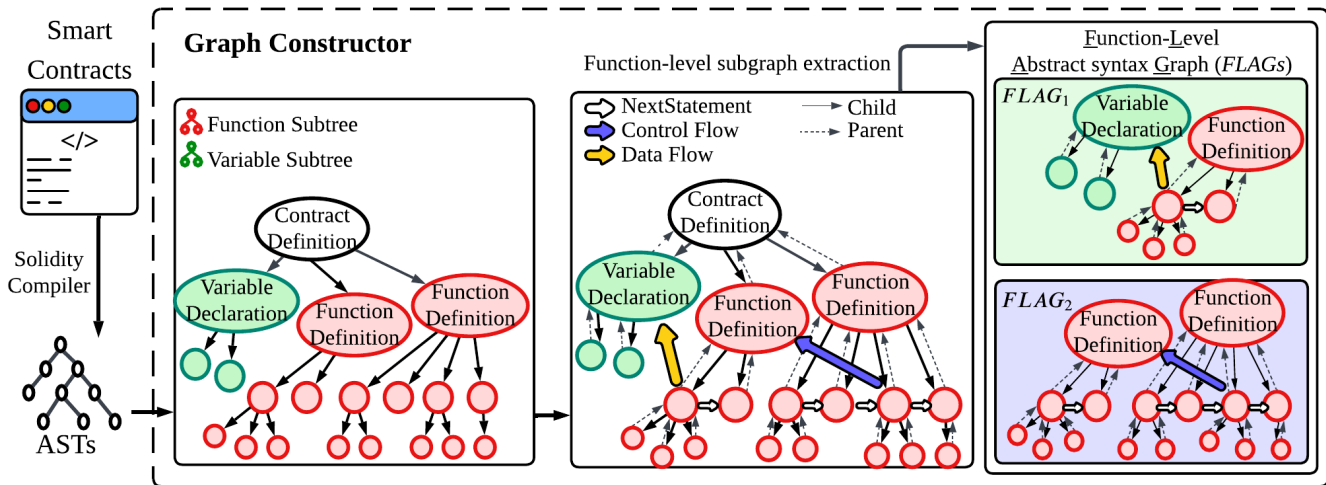 Smart
Contracts
</>
Solidity
Compiler
ASTs
Graph Constructor
Function Subtree
Variable Subtree
Contract
Definition
Variable
Declaration
Function
Definition
Function
Definition
Function-level subgraph extraction
NextStatement
Control Flow
Data Flow
Child
Parent
Contract
Definition
Variable
Declaration
Function
Definition
Function
Definition
Function-Level
Abstract syntax Graph (FLAGs)
FLAG₁
Variable
Declaration
Function
Definition
FLAG₂
Function
Definition
Function
Definition